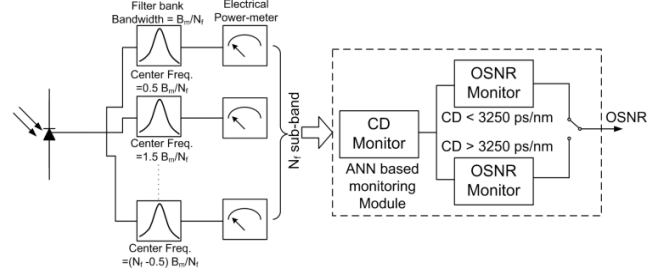 Filter bank
Bandwidth = Bm/Nf
Electrical
Power-meter
Center Freq.
=0.5 Bm/Nf
Center Freq.
=1.5 Bm/Nf
Center Freq.
=(Nf -0.5) Bm/Nf
Nf sub-band
CD
Monitor
ANN based
monitoring
Module
OSNR
Monitor
CD < 3250 ps/nm
CD > 3250 ps/nm
OSNR
Monitor
OSNR